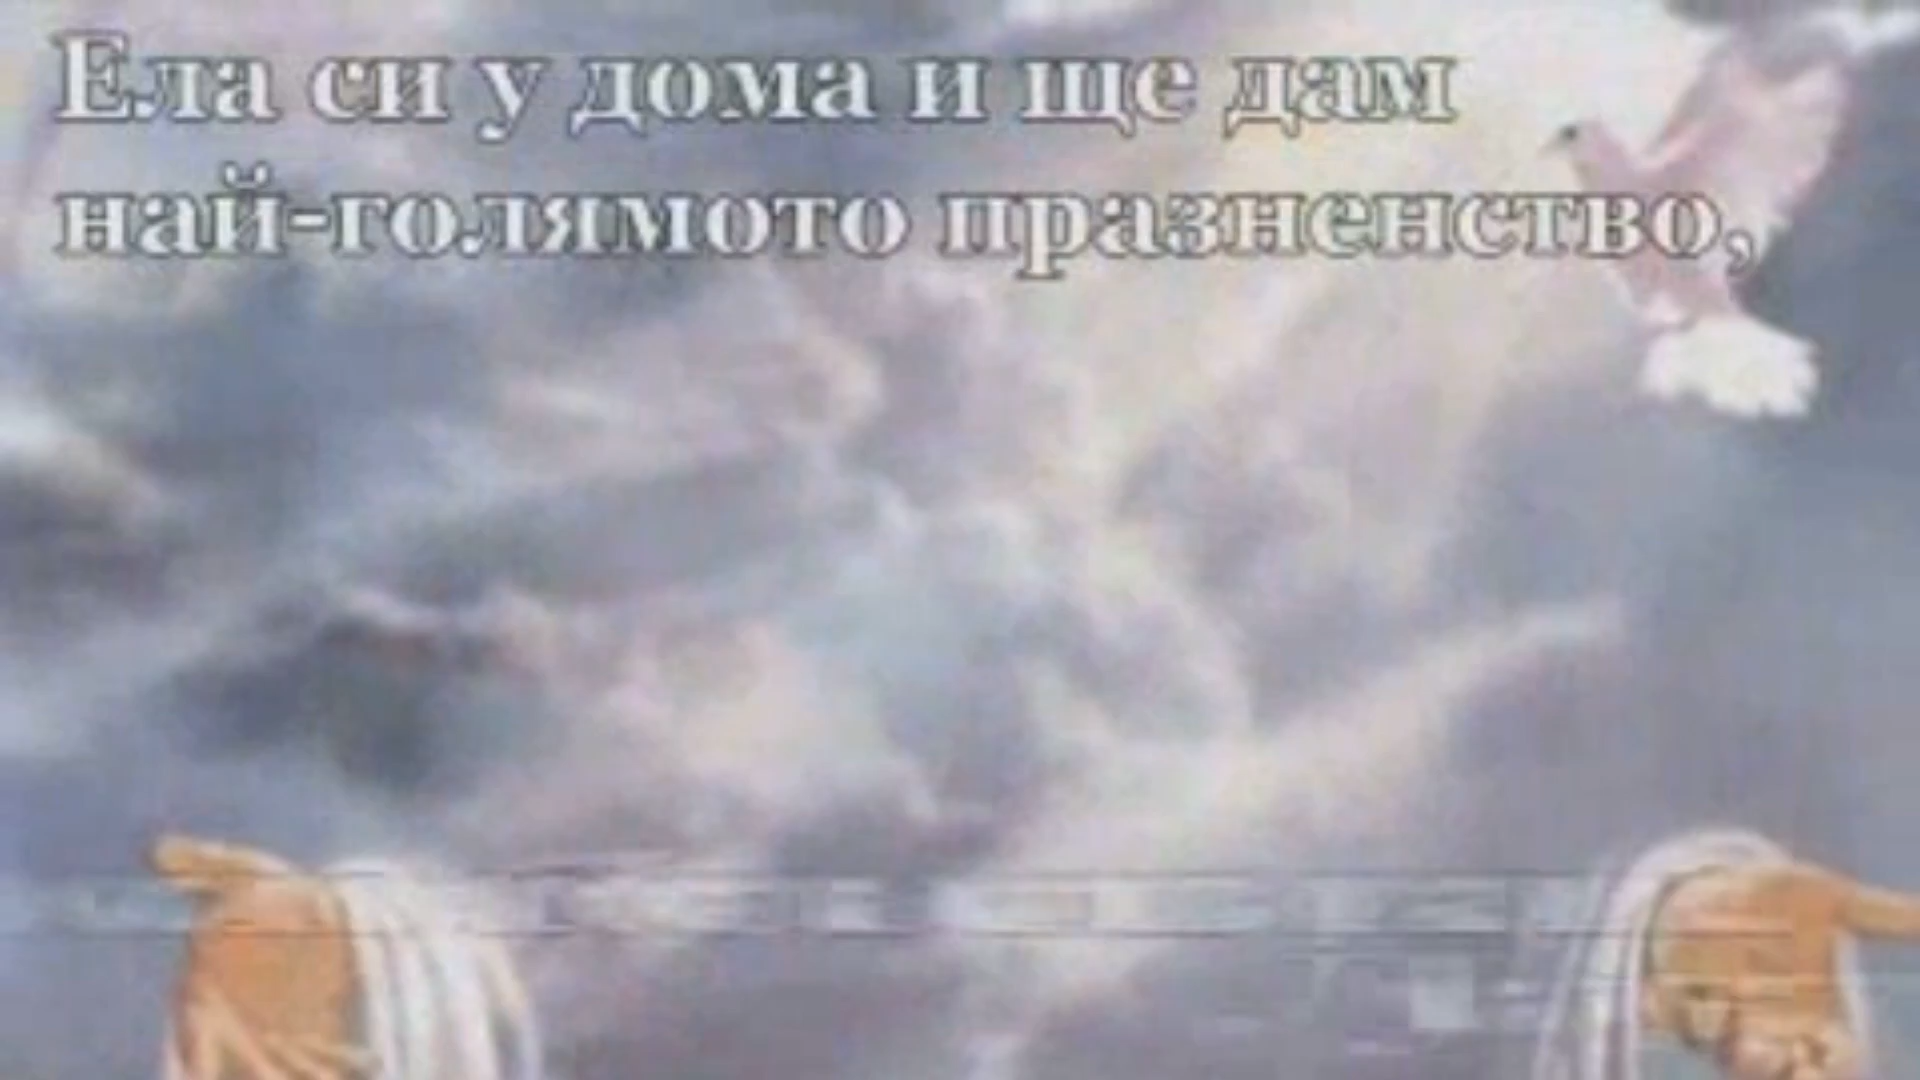 Ела си у дома и ще дам
най-голямото празненство,